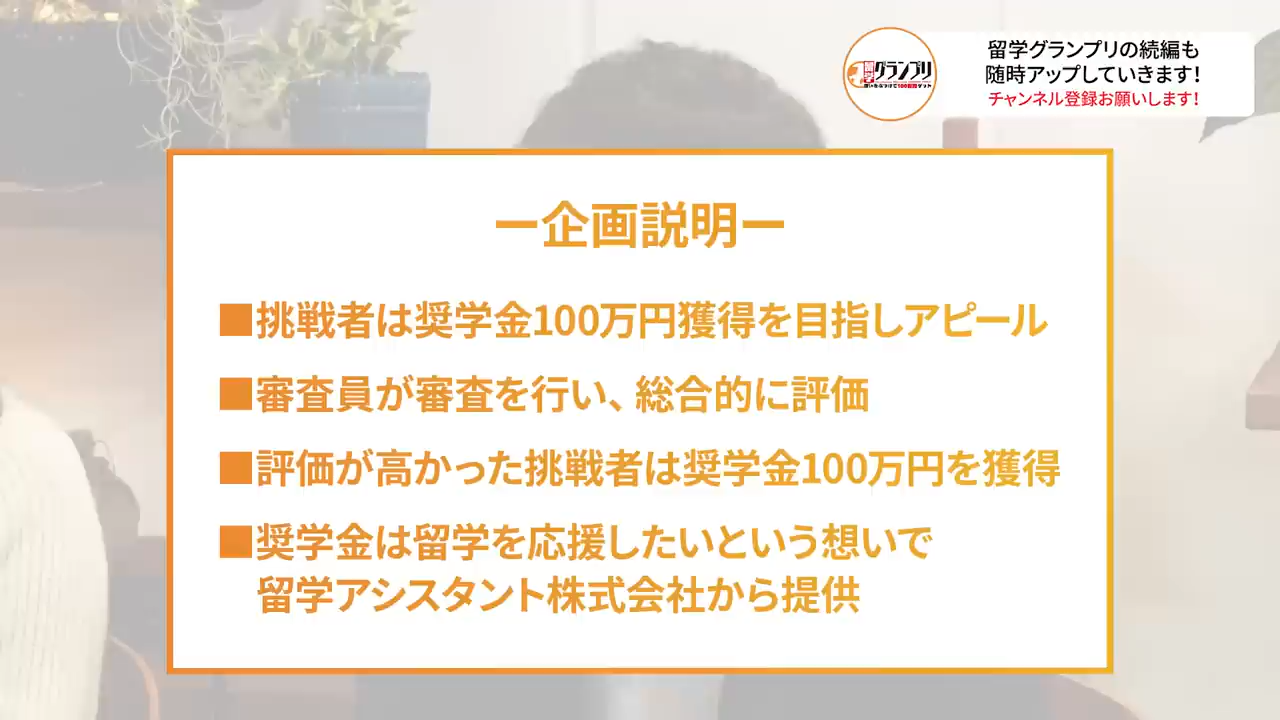 留学グランプリの続編も
随時アップしていきます!
チャンネル登録お願いします!
留学
グランプリ
ー企画説明ー
■挑戦者は奨学金100万円獲得を目指しアピール
■審査員が審査を行い、総合的に評価
■評価が高かった挑戦者は奨学金100万円を獲得
■奨学金は留学を応援したいという想いで
留学アシスタント株式会社から提供